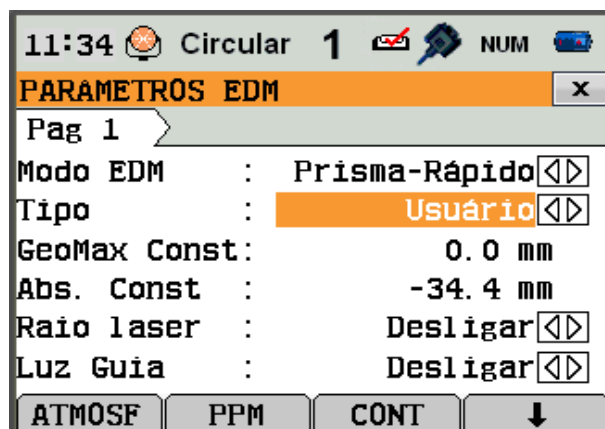 11:34 Circular 1 NUM
PARAMETROS EDM x
Pag 1
Modo EDM : Prisma-Rápido
Tipo : Usuário
GeoMax Const: 0.0 mm
Abs. Const : -34.4 mm
Raio laser : Desligar
Luz Guia : Desligar
ATMOSF PPM CONT